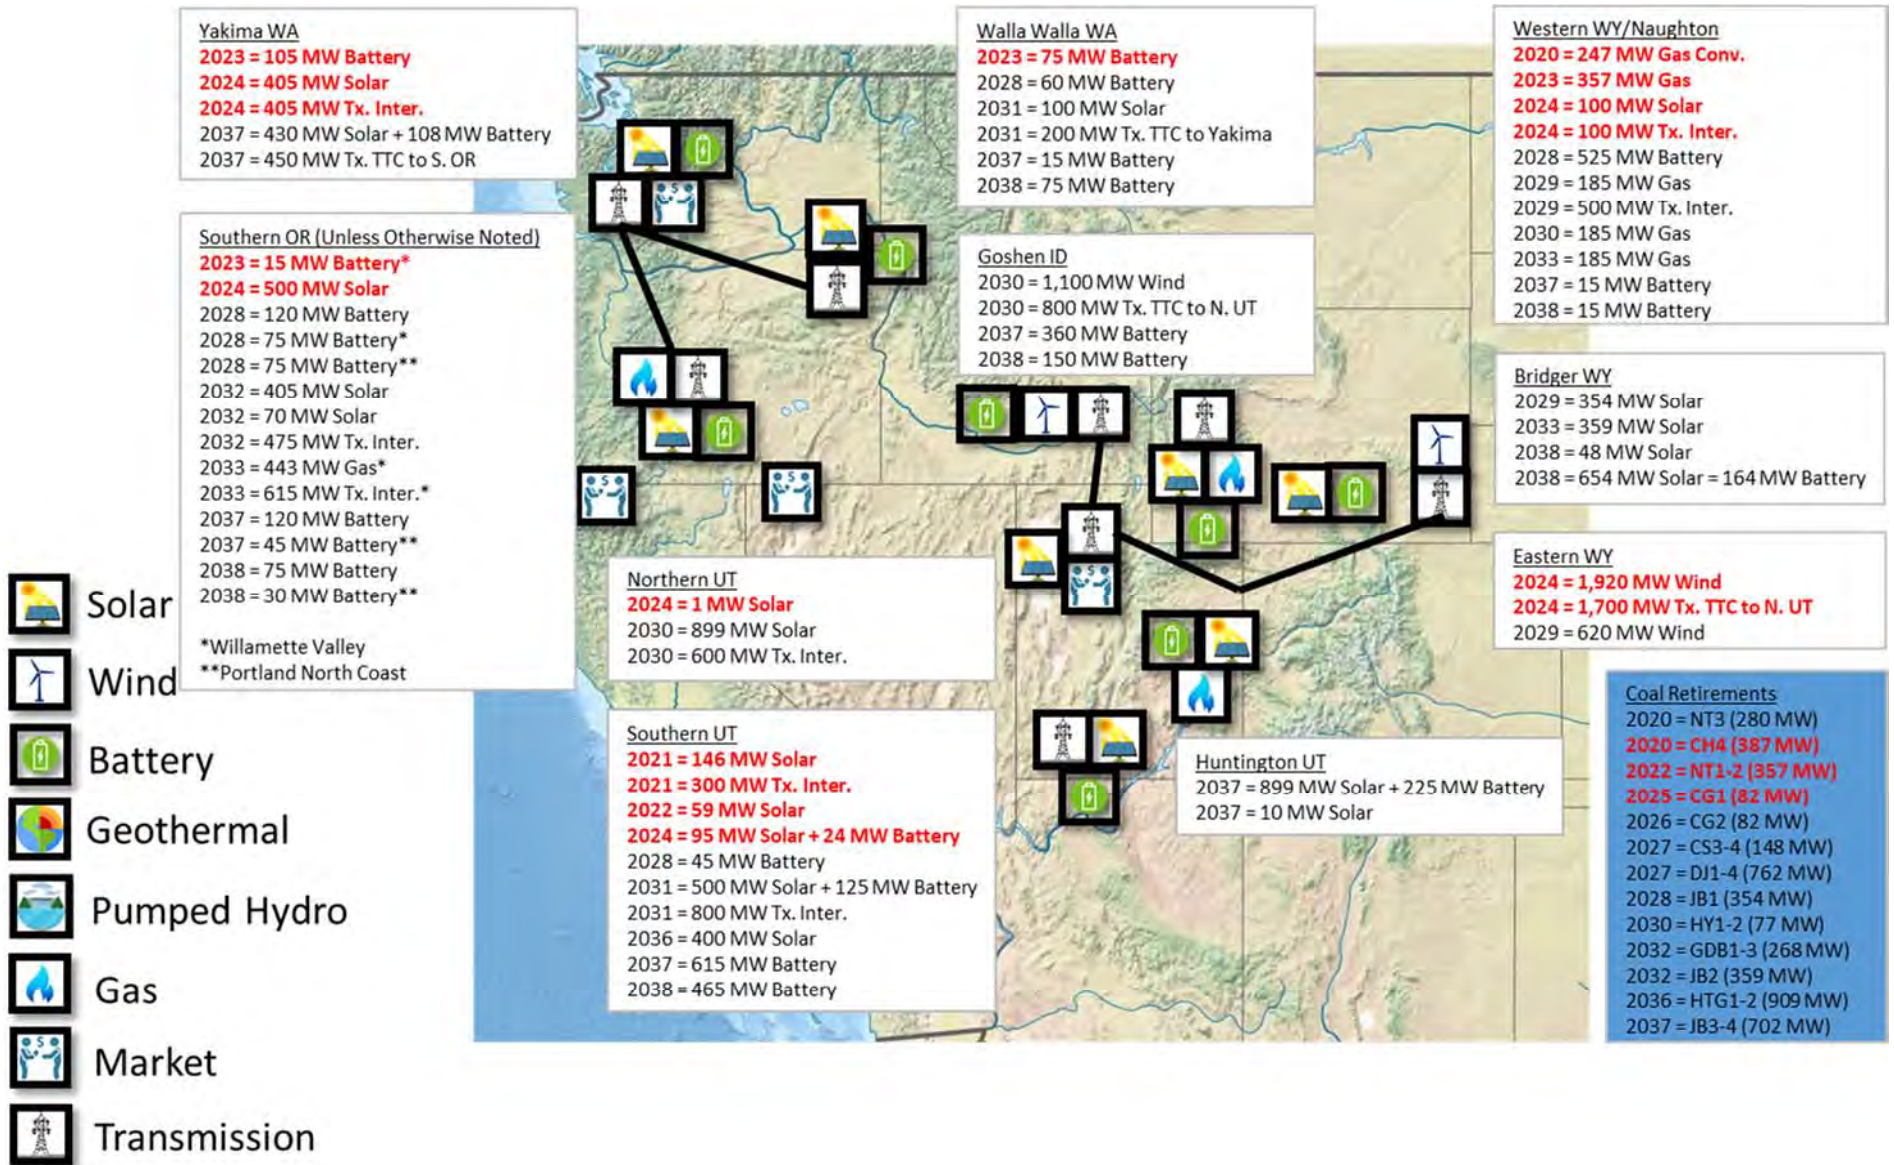 Yakima WA
2023 = 105 MW Battery
2024 = 405 MW Solar
2024 = 405 MW Tx. Inter.
2037 = 430 MW Solar + 108 MW Battery
2037 = 450 MW Tx. TTC to S. OR
Southern OR (Unless Otherwise Noted)
2023 = 15 MW Battery*
2024 = 500 MW Solar
2028 = 120 MW Battery
2028 = 75 MW Battery*
2028 = 75 MW Battery**
2032 = 405 MW Solar
2032 = 70 MW Solar
2032 = 475 MW Tx. Inter.
2033 = 443 MW Gas*
2033 = 615 MW Tx. Inter.*
2037 = 120 MW Battery
2037 = 45 MW Battery**
2038 = 75 MW Battery
2038 = 30 MW Battery**
*Willamette Valley
**Portland North Coast
Walla Walla WA
2023 = 75 MW Battery
2028 = 60 MW Battery
2031 = 100 MW Solar
2031 = 200 MW Tx. TTC to Yakima
2037 = 15 MW Battery
2038 = 75 MW Battery
Goshen ID
2030 = 1,100 MW Wind
2030 = 800 MW Tx. TTC to N. UT
2037 = 360 MW Battery
2038 = 150 MW Battery
Western WY/Naughton
2020 = 247 MW Gas Conv.
2023 = 357 MW Gas
2024 = 100 MW Solar
2024 = 100 MW Tx. Inter.
2028 = 525 MW Battery
2029 = 185 MW Gas
2029 = 500 MW Tx. Inter.
2030 = 185 MW Gas
2033 = 185 MW Gas
2037 = 15 MW Battery
2038 = 15 MW Battery
Bridger WY
2029 = 354 MW Solar
2033 = 359 MW Solar
2038 = 48 MW Solar
2038 = 654 MW Solar = 164 MW Battery
Eastern WY
2024 = 1,920 MW Wind
2024 = 1,700 MW Tx. TTC to N. UT
2029 = 620 MW Wind
Northern UT
2024 = 1 MW Solar
2030 = 899 MW Solar
2030 = 600 MW Tx. Inter.
Southern UT
2021 = 146 MW Solar
2021 = 300 MW Tx. Inter.
2022 = 59 MW Solar
2024 = 95 MW Solar + 24 MW Battery
2028 = 45 MW Battery
2031 = 500 MW Solar + 125 MW Battery
2031 = 800 MW Tx. Inter.
2036 = 400 MW Solar
2037 = 615 MW Battery
2038 = 465 MW Battery
Huntington UT
2037 = 899 MW Solar + 225 MW Battery
2037 = 10 MW Solar
Coal Retirements
2020 = NT3 (280 MW)
2020 = CH4 (387 MW)
2022 = NT1-2 (357 MW)
2025 = CG1 (82 MW)
2026 = CG2 (82 MW)
2027 = CS3-4 (148 MW)
2027 = DJ1-4 (762 MW)
2028 = JB1 (354 MW)
2030 = HY1-2 (77 MW)
2032 = GDB1-3 (268 MW)
2032 = JB2 (359 MW)
2036 = HTG1-2 (909 MW)
2037 = JB3-4 (702 MW)
Solar
Wind
Battery
Geothermal
Pumped Hydro
Gas
Market
Transmission